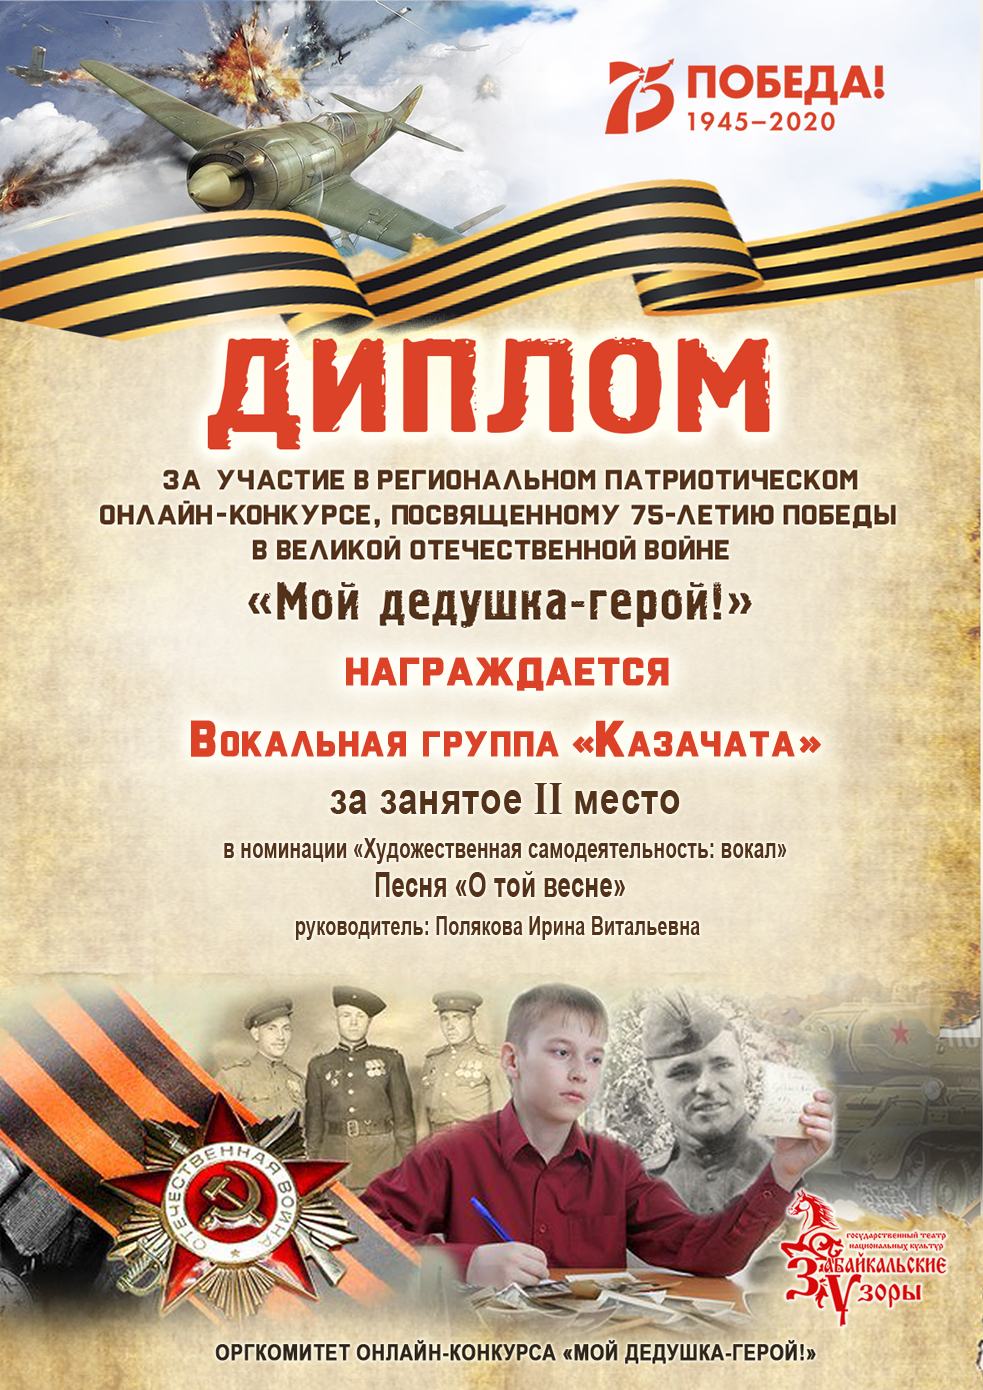 75 ПОБЕДА!
1945–2020
ДИПЛОМ
ЗА УЧАСТИЕ В РЕГИОНАЛЬНОМ ПАТРИОТИЧЕСКОМ
ОНЛАЙН-КОНКУРСЕ, ПОСВЯЩЕННОМУ 75-ЛЕТИЮ ПОБЕДЫ
В ВЕЛИКОЙ ОТЕЧЕСТВЕННОЙ ВОЙНЕ
«Мой дедушка-герой!»
НАГРАЖДАЕТСЯ
ВОКАЛЬНАЯ ГРУППА «КАЗАЧАТА»
за занятое II место
в номинации «Художественная самодеятельность: вокал»
Песня «О той весне»
руководитель: Полякова Ирина Витальевна
ОТЕЧЕСТВЕННАЯ ВОЙНА
государственный театр
национальных культур
Забайкальские
Узоры
ОРГКОМИТЕТ ОНЛАЙН-КОНКУРСА «МОЙ ДЕДУШКА-ГЕРОЙ!»